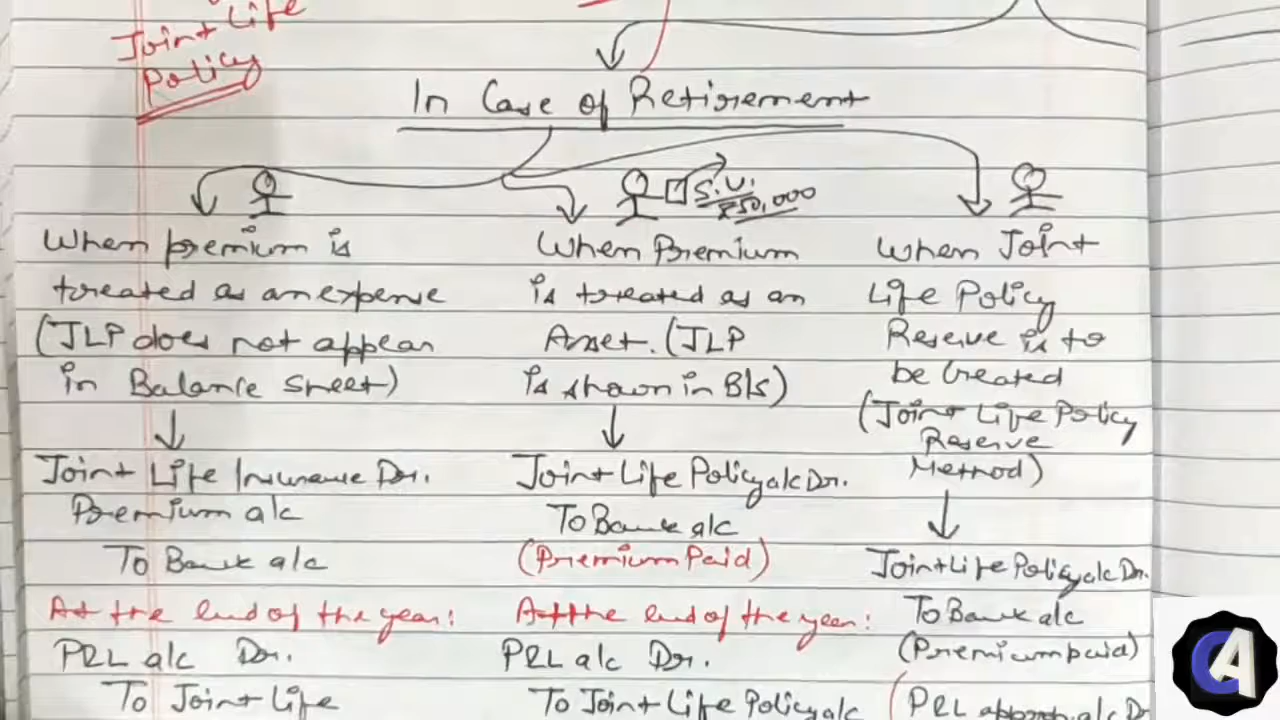 Joint Life
Policy
In Case of Retirement
S.V.
₹50,000
When premium is
treated as an expense
(JLP does not appear
in Balance Sheet)
Joint Life Insurance Dr.
Premium a/c
To Bank a/c
At the end of the year:
P&L a/c Dr.
To Joint Life
When Premium
is treated as an
Asset. (JLP
is shown in B/s)
Joint Life Policy a/c Dr.
To Bank a/c
(Premium Paid)
At the end of the year:
P&L a/c Dr.
To Joint Life Policy a/c
When Joint
Life Policy
Reserve is to
be Created
(Joint Life Policy
Reserve
Method)
Joint Life Policy a/c Dr.
To Bank a/c
(Premium paid)
P&L approp. a/c D
CA